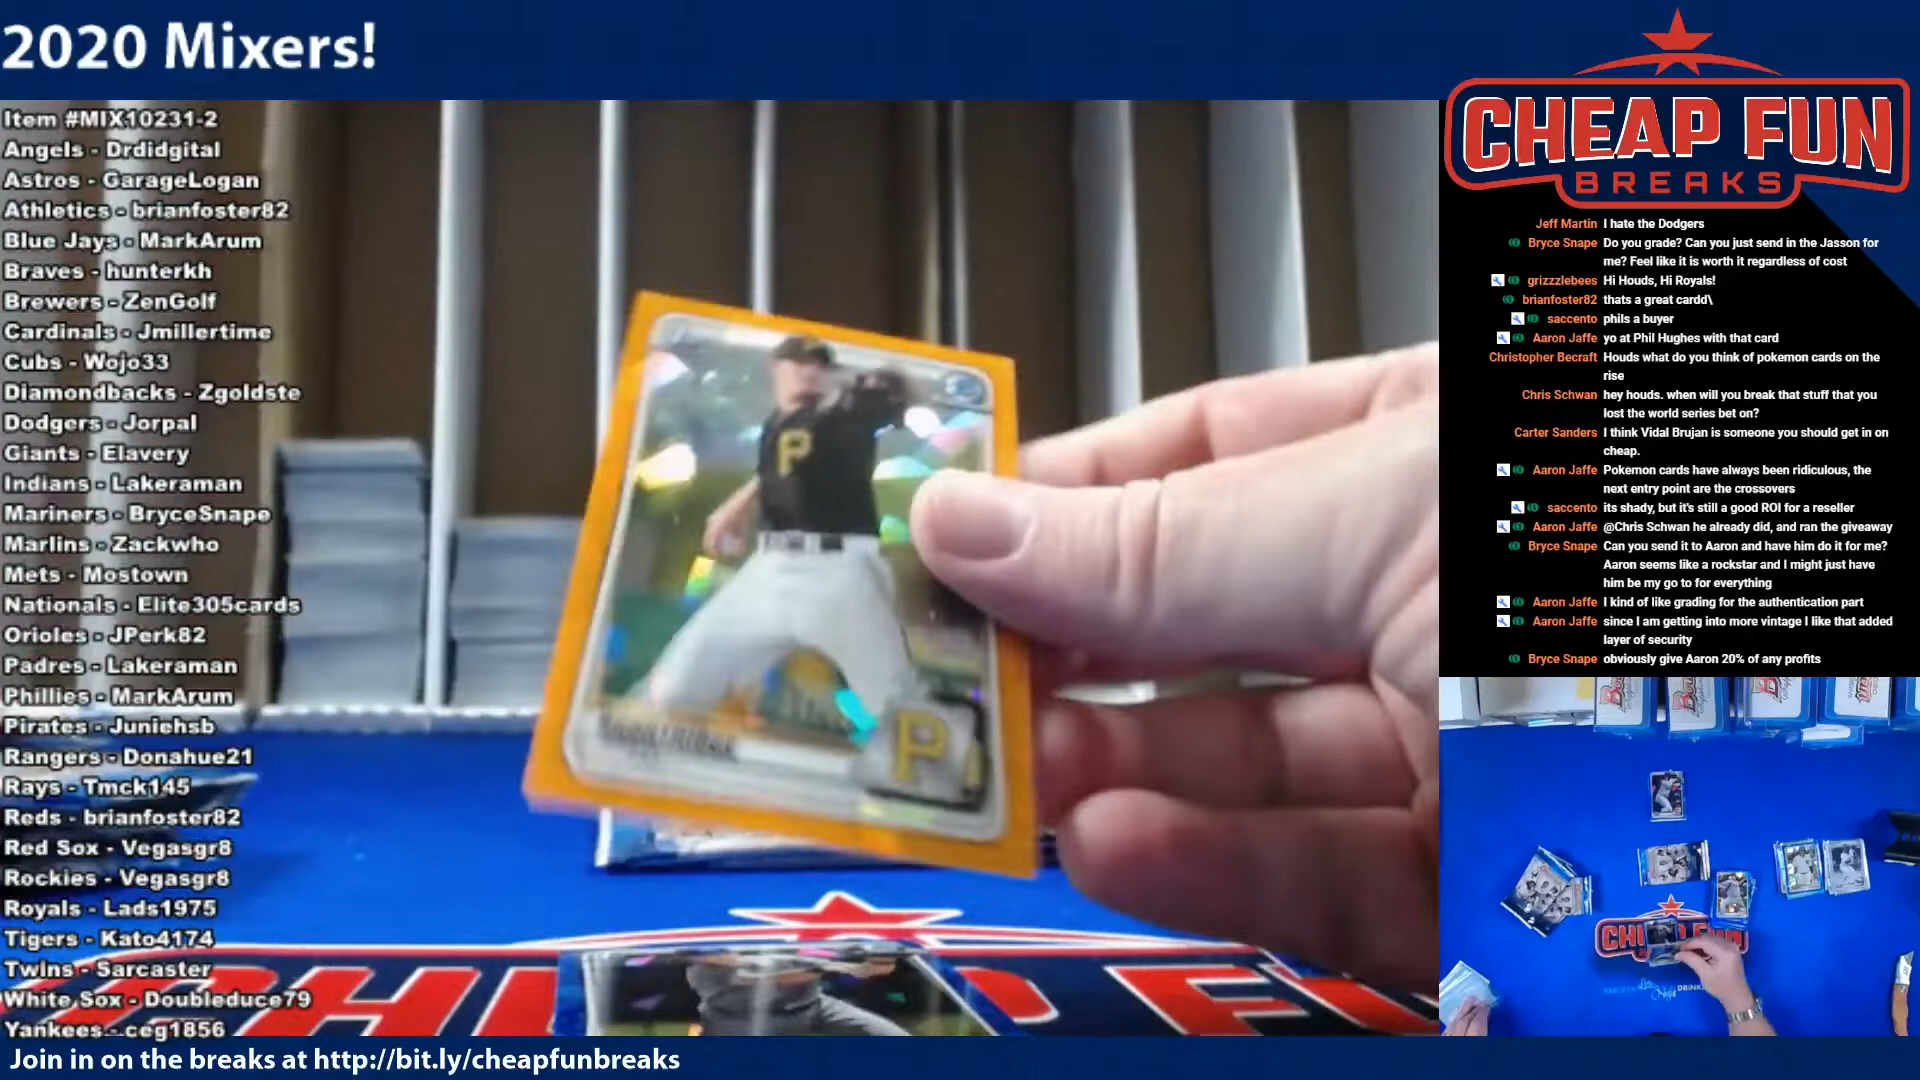 2020 Mixers!
Item #MIX10231-2
Angels - Drdidgital
Astros - GarageLogan
Athletics - brianfoster82
Blue Jays - MarkArum
Braves - hunterkh
Brewers - ZenGolf
Cardinals - Jmillertime
Cubs - Wojo33
Diamondbacks - Zgoldste
Dodgers - Jorpal
Giants - Elavery
Indians - Lakeraman
Mariners - BryceSnape
Marlins - Zackwho
Mets - Mostown
Nationals - Elite305cards
Orioles - JPerk82
Padres - Lakeraman
Phillies - MarkArum
Pirates - Juniehsb
Rangers - Donahue21
Rays - Tmck145
Reds - brianfoster82
Red Sox - Vegasgr8
Rockies - Vegasgr8
Royals - Lads1975
Tigers - Kato4174
Twins - Sarcaster
White Sox - Doubleduce79
Yankees - ceg1856
Join in on the breaks at http://bit.ly/cheapfunbreaks
P
P
CHEAP FUN
BREAKS
Jeff Martin I hate the Dodgers
Bryce Snape Do you grade? Can you just send in the Jasson for
me? Feel like it is worth it regardless of cost
grizzzlebees Hi Houds, Hi Royals!
brianfoster82 thats a great cardd\
saccento phils a buyer
Aaron Jaffe yo at Phil Hughes with that card
Christopher Becraft Houds what do you think of pokemon cards on the
rise
Chris Schwan hey houds. when will you break that stuff that you
lost the world series bet on?
Carter Sanders I think Vidal Brujan is someone you should get in on
cheap.
Aaron Jaffe Pokemon cards have always been ridiculous, the
next entry point are the crossovers
saccento its shady, but it's still a good ROI for a reseller
Aaron Jaffe @Chris Schwan he already did, and ran the giveaway
Bryce Snape Can you send it to Aaron and have him do it for me?
Aaron seems like a rockstar and I might just have
him be my go to for everything
Aaron Jaffe I kind of like grading for the authentication part
Aaron Jaffe since I am getting into more vintage I like that added
layer of security
Bryce Snape obviously give Aaron 20% of any profits